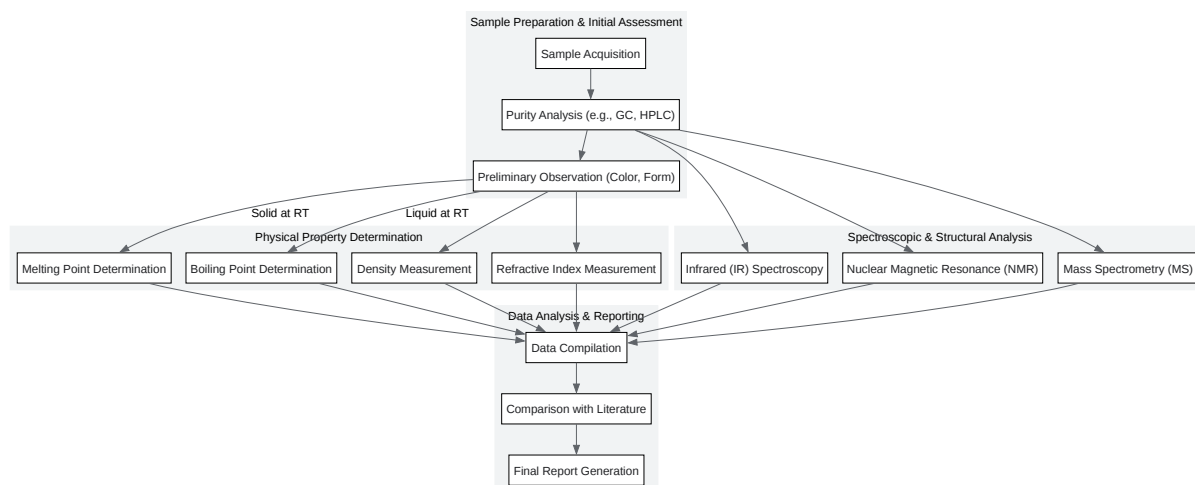 Sample Preparation & Initial Assessment
Sample Acquisition
Purity Analysis (e.g., GC, HPLC)
Preliminary Observation (Color, Form)
Solid at RT
Liquid at RT
Physical Property Determination
Spectroscopic & Structural Analysis
Melting Point Determination
Boiling Point Determination
Density Measurement
Refractive Index Measurement
Infrared (IR) Spectroscopy
Nuclear Magnetic Resonance (NMR)
Mass Spectrometry (MS)
Data Analysis & Reporting
Data Compilation
Comparison with Literature
Final Report Generation